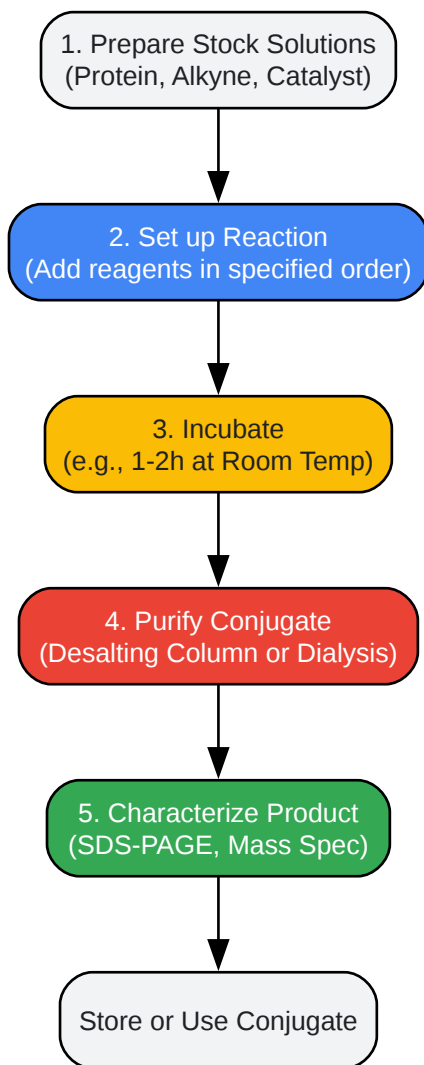 1. Prepare Stock Solutions
(Protein, Alkyne, Catalyst)
2. Set up Reaction
(Add reagents in specified order)
3. Incubate
(e.g., 1-2h at Room Temp)
4. Purify Conjugate
(Desalting Column or Dialysis)
5. Characterize Product
(SDS-PAGE, Mass Spec)
Store or Use Conjugate